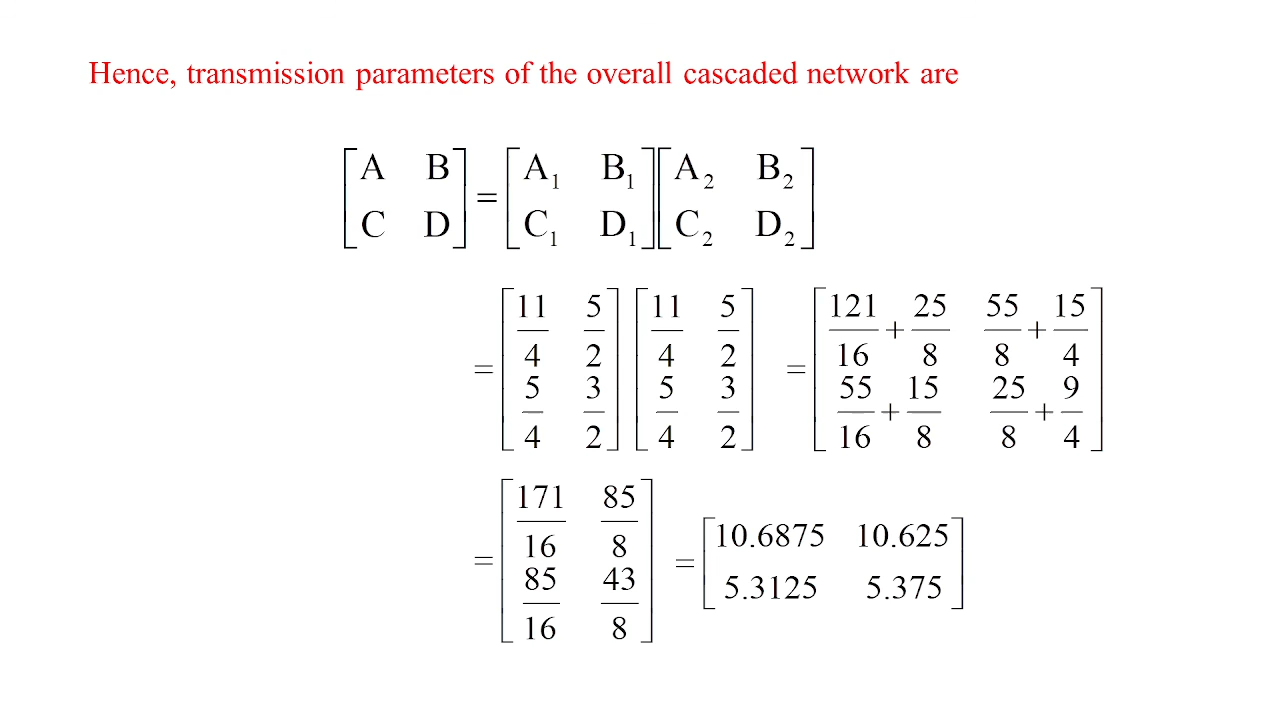 Hence, transmission parameters of the overall cascaded network are
[A B; C D] = [A₁ B₁; C₁ D₁][A₂ B₂; C₂ D₂]
= [11/4 5/2; 5/4 3/2] [11/4 5/2; 5/4 3/2] = [121/16 + 25/8 55/8 + 15/4; 55/16 + 15/8 25/8 + 9/4]
= [171/16 85/8; 85/16 43/8] = [10.6875 10.625; 5.3125 5.375]